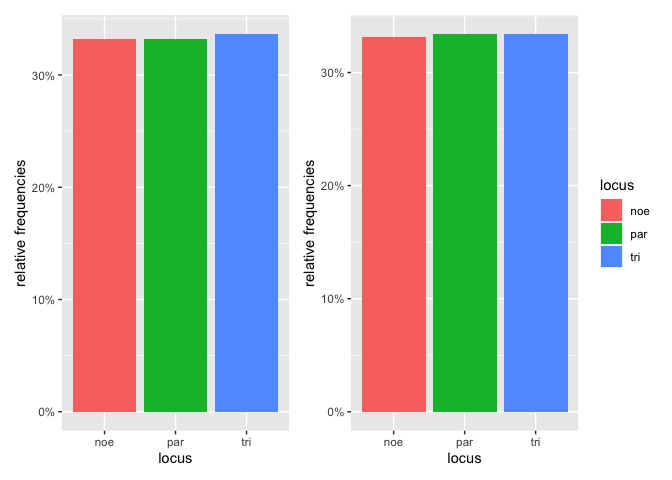 relative frequencies
30%
20%
10%
0%
noe par tri
locus
relative frequencies
30%
20%
10%
0%
noe par tri
locus
locus
noe
par
tri